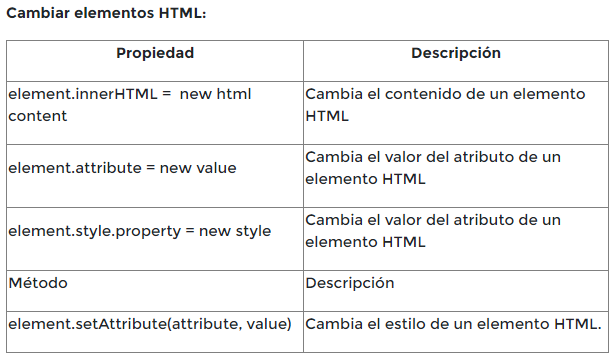 Cambiar elementos HTML:
Propiedad
Descripción
element.innerHTML =  new html
content
Cambia el contenido de un elemento
HTML
element.attribute = new value
Cambia el valor del atributo de un
elemento HTML
element.style.property = new style
Cambia el valor del atributo de un
elemento HTML
Método
Descripción
element.setAttribute(attribute, value)
Cambia el estilo de un elemento HTML.